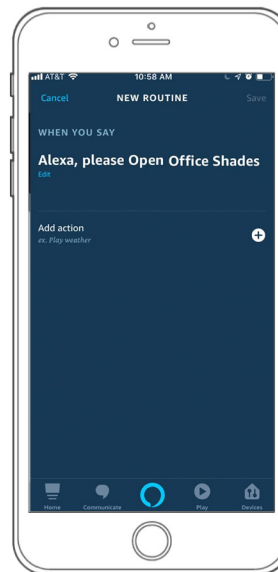 AT&T 10:58 AM
Cancel NEW ROUTINE Save
WHEN YOU SAY
Alexa, please Open Office Shades
Edit
Add action
ex. Play weather
Home Communicate Play Devices